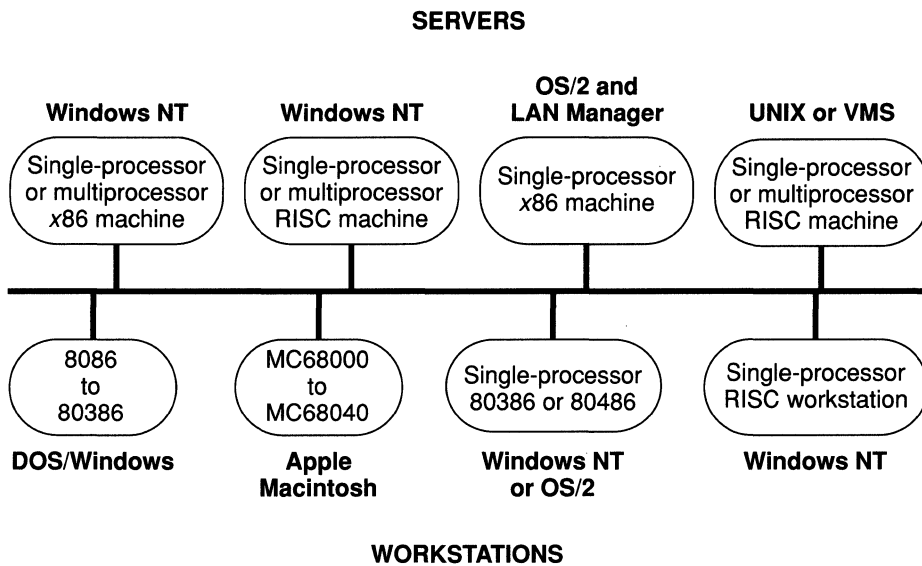 SERVERS
Windows NT
Single-processor
or multiprocessor
x86 machine
Windows NT
Single-processor
or multiprocessor
RISC machine
OS/2 and
LAN Manager
Single-processor
x86 machine
UNIX or VMS
Single-processor
or multiprocessor
RISC machine
8086
to
80386
DOS/Windows
MC68000
to
MC68040
Apple
Macintosh
Single-processor
80386 or 80486
Windows NT
or OS/2
Single-processor
RISC workstation
Windows NT
WORKSTATIONS